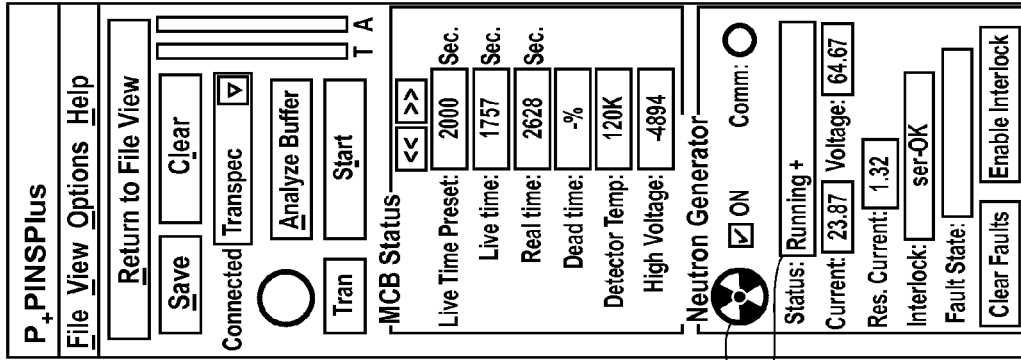 P+PINSPlus
File View Options Help
Return to File View
Save Clear
Connected Transpec
Analyze Buffer
Tran Start
T A
MCB Status
<< >>
Live Time Preset: 2000 Sec.
Live time: 1757 Sec.
Real time: 2628 Sec.
Dead time: -%
Detector Temp: 120K
High Voltage: -4894
Neutron Generator
ON Comm:
Status: Running +
Current: 23.87 Voltage: 64.67
Res. Current: 1.32
Interlock: ser-OK
Fault State:
Clear Faults Enable Interlock